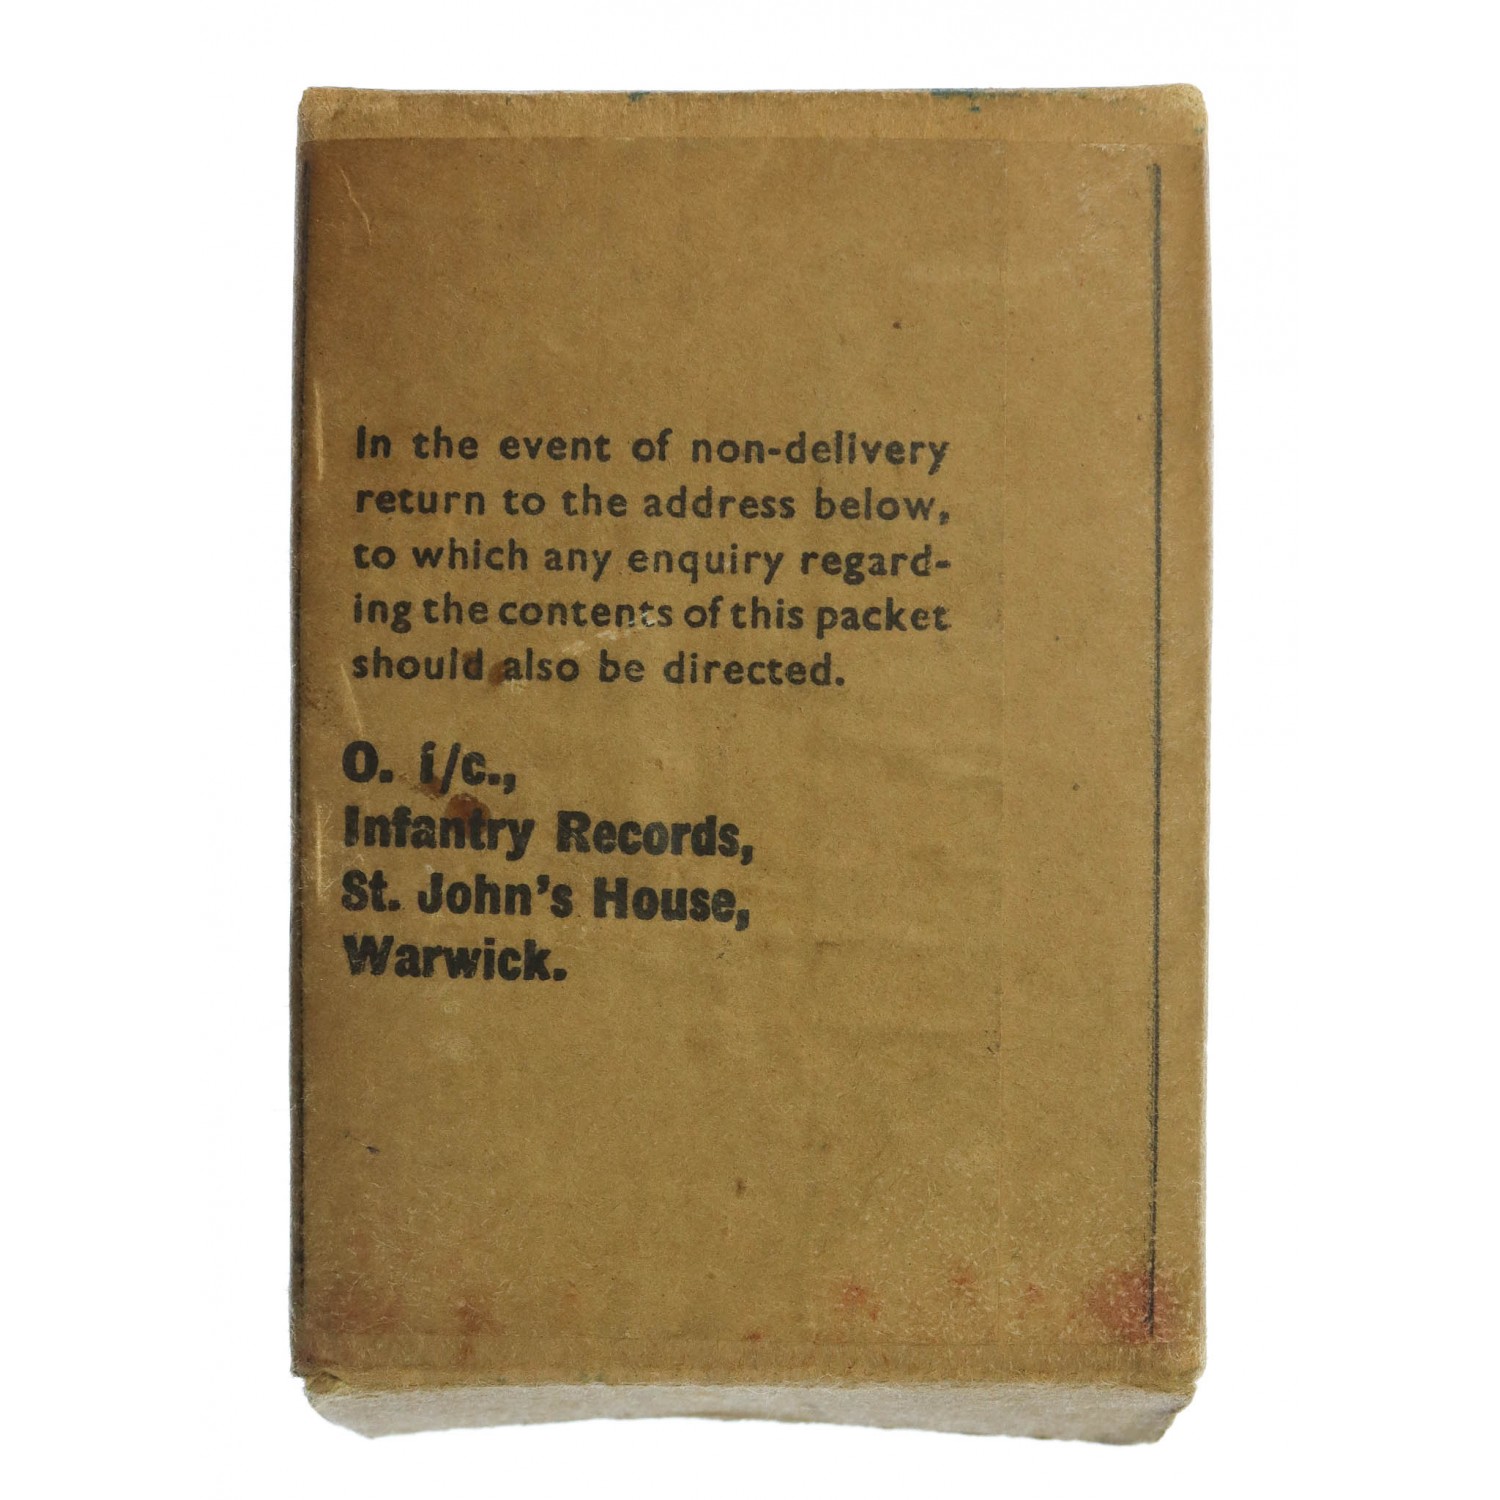 In the event of non-delivery
return to the address below,
to which any enquiry regard-
ing the contents of this packet
should also be directed.
O. i/c.,
Infantry Records,
St. John's House,
Warwick.